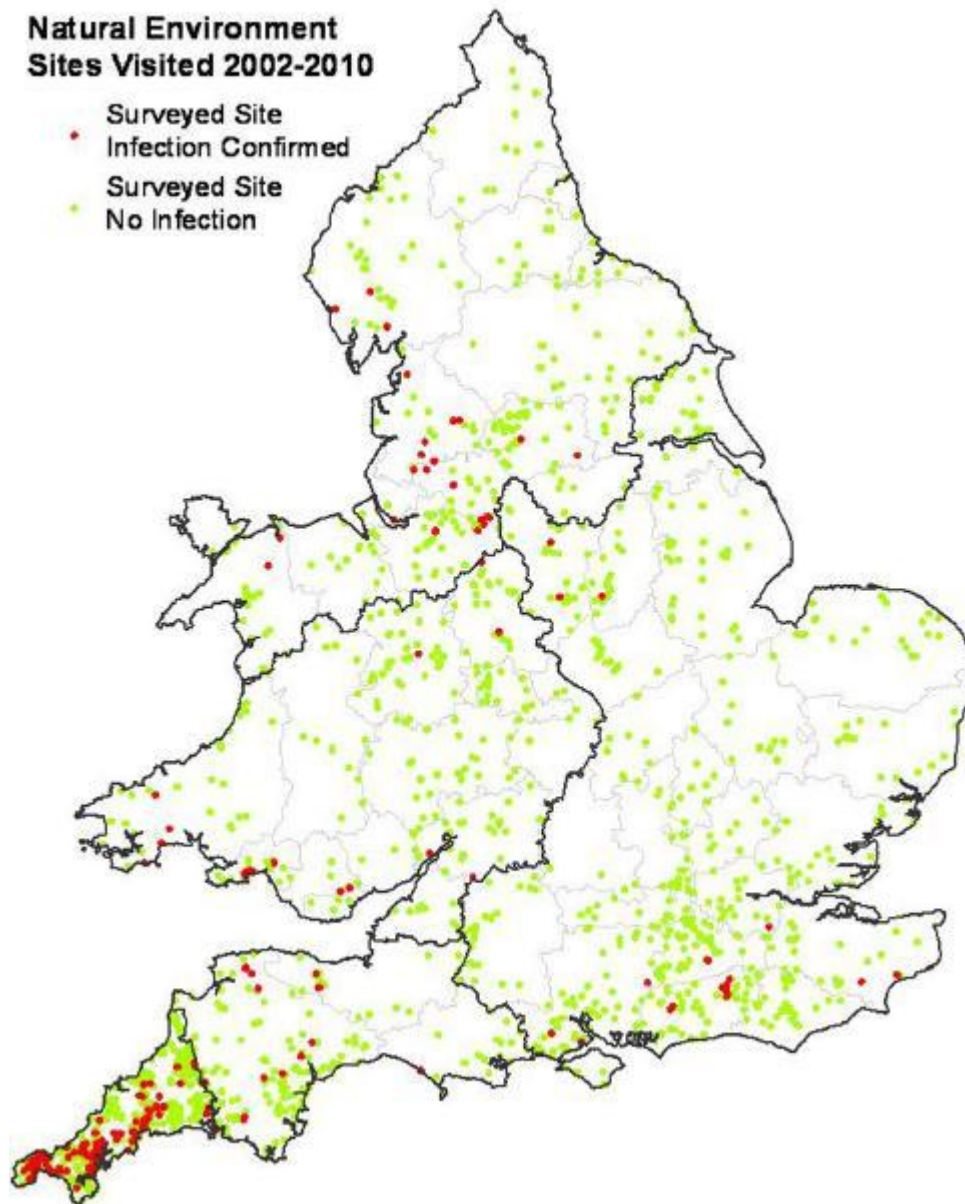 Natural Environment
Sites Visited 2002-2010
Surveyed Site
Infection Confirmed
Surveyed Site
No Infection